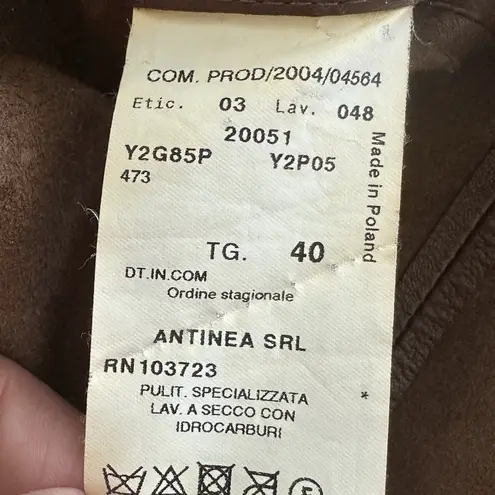 COM. PROD/2004/04564
Etic. 03 Lav. 048
20051
Y2G85P Y2P05
473
Made in Poland
TG. 40
DT.IN.COM
Ordine stagionale
ANTINEA SRL
RN103723
PULIT. SPECIALIZZATA *
LAV. A SECCO CON
IDROCARBURI